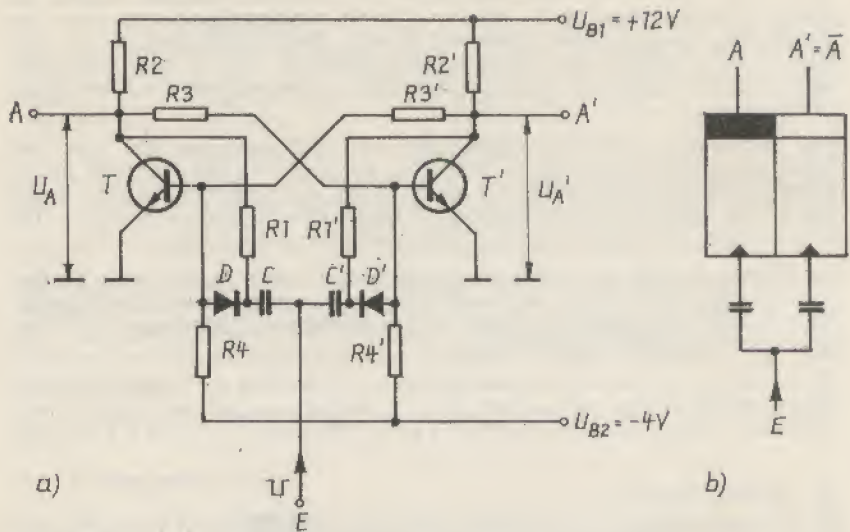 U_B1 = +12V
R2
R2'
R3
R3'
A
A'
T
T'
U_A
U_A'
R1
R1'
D
C
C'
D'
R4
R4'
U_B2 = -4V
E
a)
A
A' = A̅
E
b)